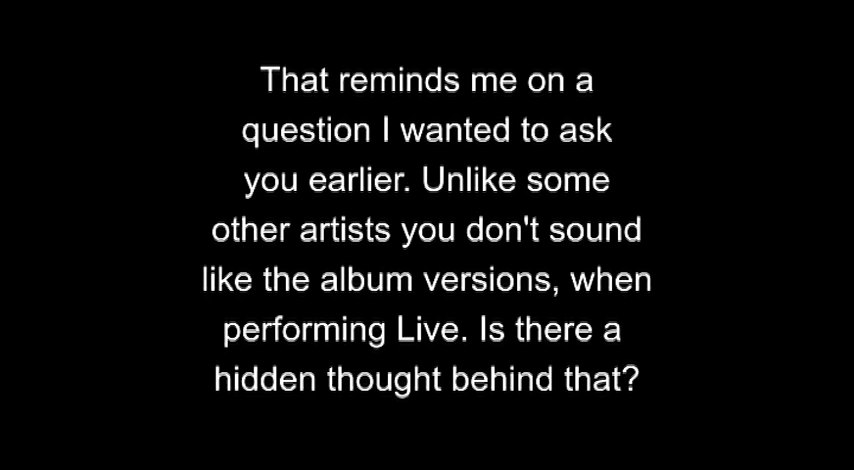 That reminds me on a
question I wanted to ask
you earlier. Unlike some
other artists you don't sound
like the album versions, when
performing Live. Is there a
hidden thought behind that?